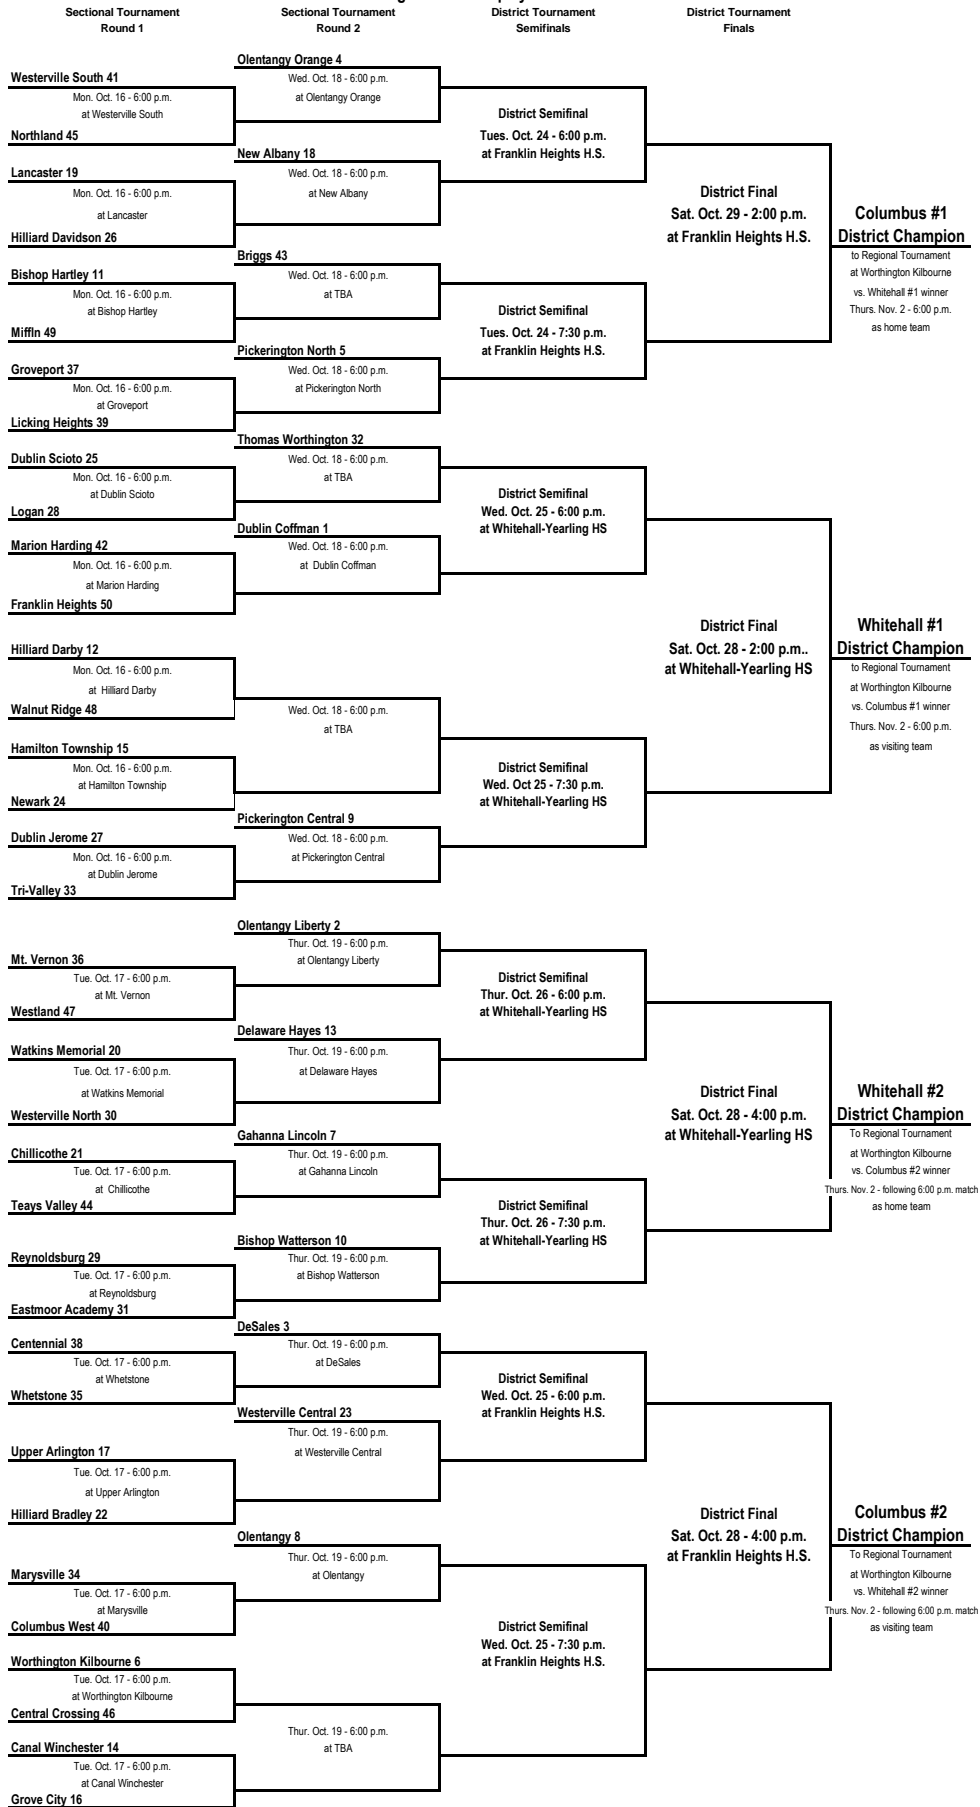 Sectional Tournament
Round 1
Sectional Tournament
Round 2
District Tournament
Semifinals
District Tournament
Finals
Westerville South 41
Mon. Oct. 16 - 6:00 p.m.
at Westerville South
Northland 45
Lancaster 19
Mon. Oct. 16 - 6:00 p.m.
at Lancaster
Hilliard Davidson 26
Bishop Hartley 11
Mon. Oct. 16 - 6:00 p.m.
at Bishop Hartley
Miffln 49
Groveport 37
Mon. Oct. 16 - 6:00 p.m.
at Groveport
Licking Heights 39
Dublin Scioto 25
Mon. Oct. 16 - 6:00 p.m.
at Dublin Scioto
Logan 28
Marion Harding 42
Mon. Oct. 16 - 6:00 p.m.
at Marion Harding
Franklin Heights 50
Hilliard Darby 12
Mon. Oct. 16 - 6:00 p.m.
at Hilliard Darby
Walnut Ridge 48
Hamilton Township 15
Mon. Oct. 16 - 6:00 p.m.
at Hamilton Township
Newark 24
Dublin Jerome 27
Mon. Oct. 16 - 6:00 p.m.
at Dublin Jerome
Tri-Valley 33
Mt. Vernon 36
Tue. Oct. 17 - 6:00 p.m.
at Mt. Vernon
Westland 47
Watkins Memorial 20
Tue. Oct. 17 - 6:00 p.m.
at Watkins Memorial
Westerville North 30
Chillicothe 21
Tue. Oct. 17 - 6:00 p.m.
at Chillicothe
Teays Valley 44
Reynoldsburg 29
Tue. Oct. 17 - 6:00 p.m.
at Reynoldsburg
Eastmoor Academy 31
Centennial 38
Tue. Oct. 17 - 6:00 p.m.
at Whetstone
Whetstone 35
Upper Arlington 17
Tue. Oct. 17 - 6:00 p.m.
at Upper Arlington
Hilliard Bradley 22
Marysville 34
Tue. Oct. 17 - 6:00 p.m.
at Marysville
Columbus West 40
Worthington Kilbourne 6
Tue. Oct. 17 - 6:00 p.m.
at Worthington Kilbourne
Central Crossing 46
Canal Winchester 14
Tue. Oct. 17 - 6:00 p.m.
at Canal Winchester
Grove City 16
Olentangy Orange 4
Wed. Oct. 18 - 6:00 p.m.
at Olentangy Orange
New Albany 18
Wed. Oct. 18 - 6:00 p.m.
at New Albany
Briggs 43
Wed. Oct. 18 - 6:00 p.m.
at TBA
Pickerington North 5
Wed. Oct. 18 - 6:00 p.m.
at Pickerington North
Thomas Worthington 32
Wed. Oct. 18 - 6:00 p.m.
at TBA
Dublin Coffman 1
Wed. Oct. 18 - 6:00 p.m.
at Dublin Coffman
Wed. Oct. 18 - 6:00 p.m.
at TBA
Pickerington Central 9
Wed. Oct. 18 - 6:00 p.m.
at Pickerington Central
Olentangy Liberty 2
Thur. Oct. 19 - 6:00 p.m.
at Olentangy Liberty
Delaware Hayes 13
Thur. Oct. 19 - 6:00 p.m.
at Delaware Hayes
Gahanna Lincoln 7
Thur. Oct. 19 - 6:00 p.m.
at Gahanna Lincoln
Bishop Watterson 10
Thur. Oct. 19 - 6:00 p.m.
at Bishop Watterson
DeSales 3
Thur. Oct. 19 - 6:00 p.m.
at DeSales
Westerville Central 23
Thur. Oct. 19 - 6:00 p.m.
at Westerville Central
Olentangy 8
Thur. Oct. 19 - 6:00 p.m.
at Olentangy
Thur. Oct. 19 - 6:00 p.m.
at TBA
District Semifinal
Tues. Oct. 24 - 6:00 p.m.
at Franklin Heights H.S.
District Semifinal
Tues. Oct. 24 - 7:30 p.m.
at Franklin Heights H.S.
District Semifinal
Wed. Oct. 25 - 6:00 p.m.
at Whitehall-Yearling HS
District Semifinal
Wed. Oct 25 - 7:30 p.m.
at Whitehall-Yearling HS
District Semifinal
Thur. Oct. 26 - 6:00 p.m.
at Whitehall-Yearling HS
District Semifinal
Thur. Oct. 26 - 7:30 p.m.
at Whitehall-Yearling HS
District Semifinal
Wed. Oct. 25 - 6:00 p.m.
at Franklin Heights H.S.
District Semifinal
Wed. Oct. 25 - 7:30 p.m.
at Franklin Heights H.S.
District Final
Sat. Oct. 29 - 2:00 p.m.
at Franklin Heights H.S.
District Final
Sat. Oct. 28 - 2:00 p.m..
at Whitehall-Yearling HS
District Final
Sat. Oct. 28 - 4:00 p.m.
at Whitehall-Yearling HS
District Final
Sat. Oct. 28 - 4:00 p.m.
at Franklin Heights H.S.
Columbus #1
District Champion
to Regional Tournament
at Worthington Kilbourne
vs. Whitehall #1 winner
Thurs. Nov. 2 - 6:00 p.m.
as home team
Whitehall #1
District Champion
to Regional Tournament
at Worthington Kilbourne
vs. Columbus #1 winner
Thurs. Nov. 2 - 6:00 p.m.
as visiting team
Whitehall #2
District Champion
To Regional Tournament
at Worthington Kilbourne
vs. Columbus #2 winner
Thurs. Nov. 2 - following 6:00 p.m. match
as home team
Columbus #2
District Champion
To Regional Tournament
at Worthington Kilbourne
vs. Whitehall #2 winner
Thurs. Nov. 2 - following 6:00 p.m. match
as visiting team